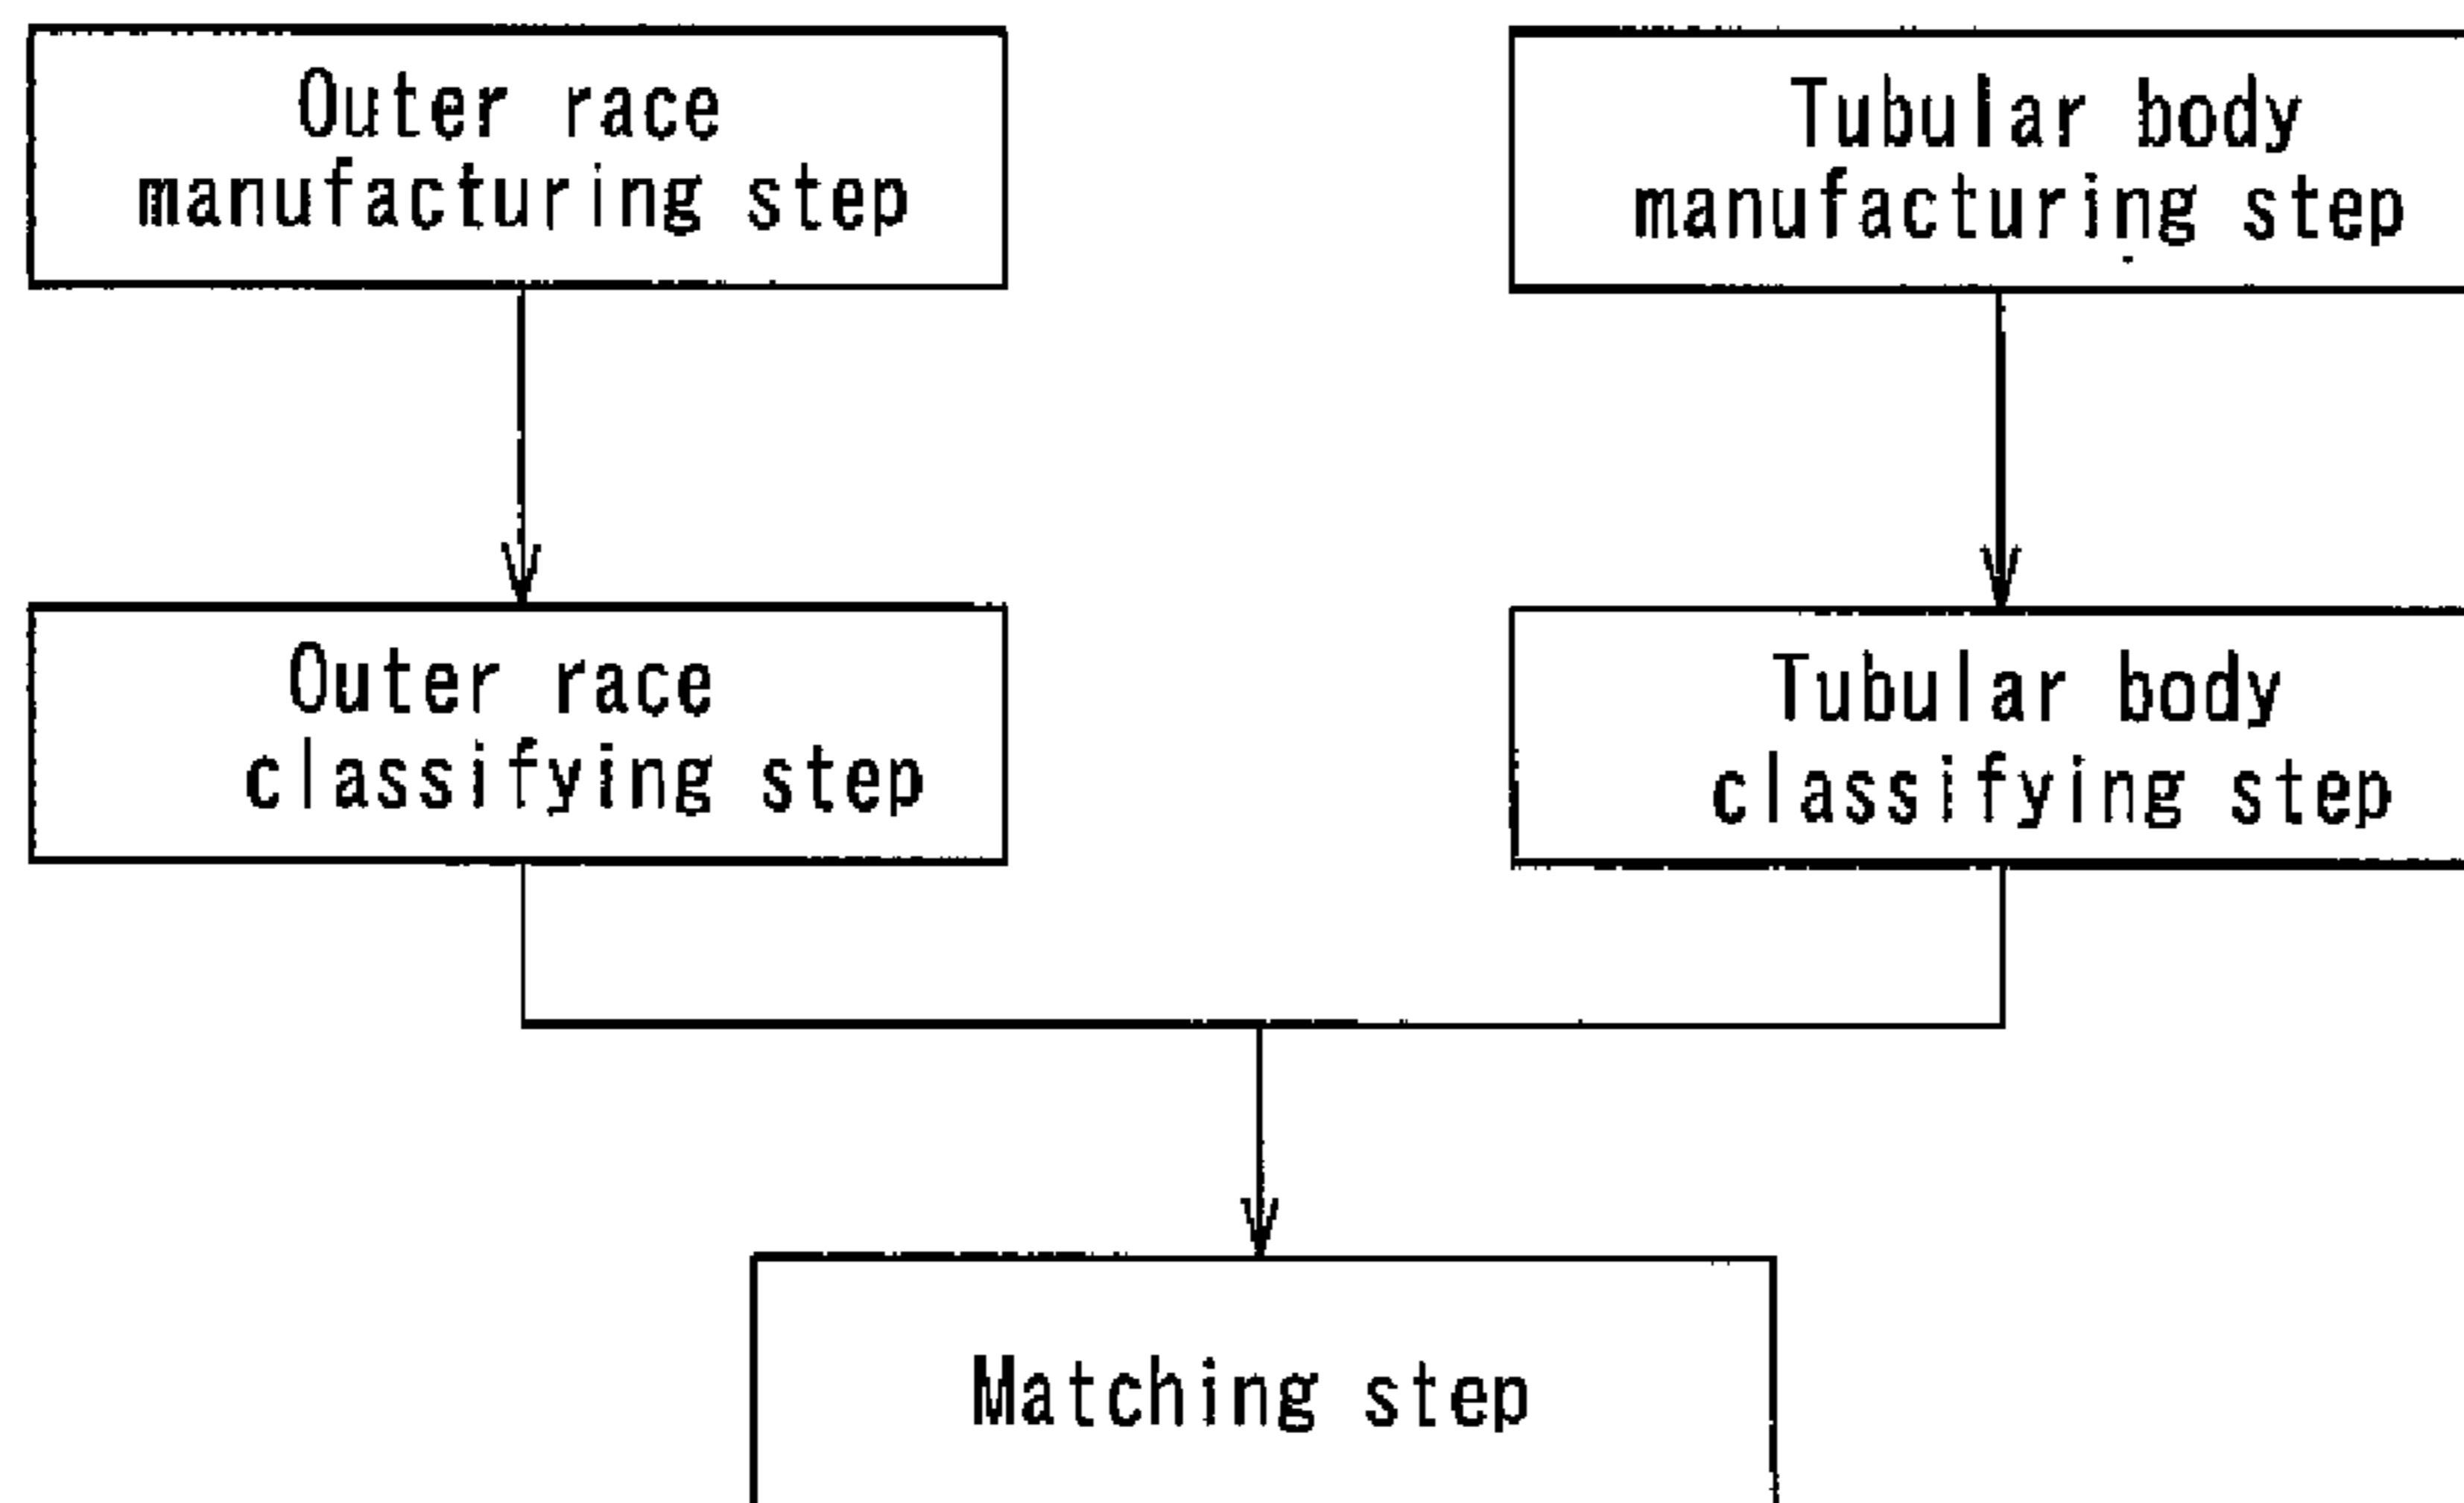 Outer race
manufacturing step
Tubular body
manufacturing step
Outer race
classifying step
Tubular body
classifying step
Matching step